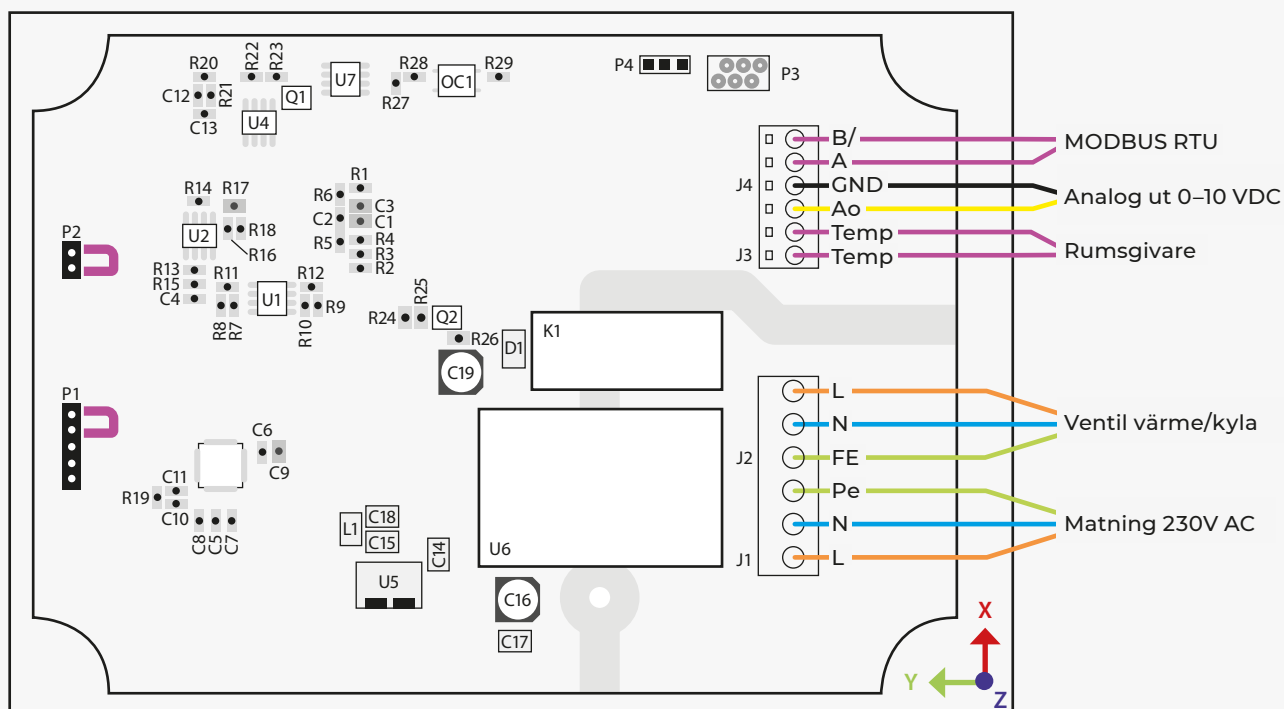 R20
R22
R23
U7
R28
OC1
R29
P4
P3
C12
R21
Q1
R27
C13
U4
B/
MODBUS RTU
A
J4
GND
Analog ut 0–10 VDC
Ao
Temp
Rumsgivare
J3
Temp
R14
R17
R6
R1
C3
C2
C1
P2
U2
R18
R5
R4
R16
R3
R13
R11
R12
R2
R15
C4
U1
R9
R8
R7
R10
R24
R25
Q2
R26
D1
K1
C19
P1
L
N
Ventil värme/kyla
J2
FE
Pe
N
Matning 230V AC
J1
L
C6
C9
C11
R19
C10
C8
C5
C7
L1
C18
C15
C14
U6
U5
C16
C17
X
Y
Z